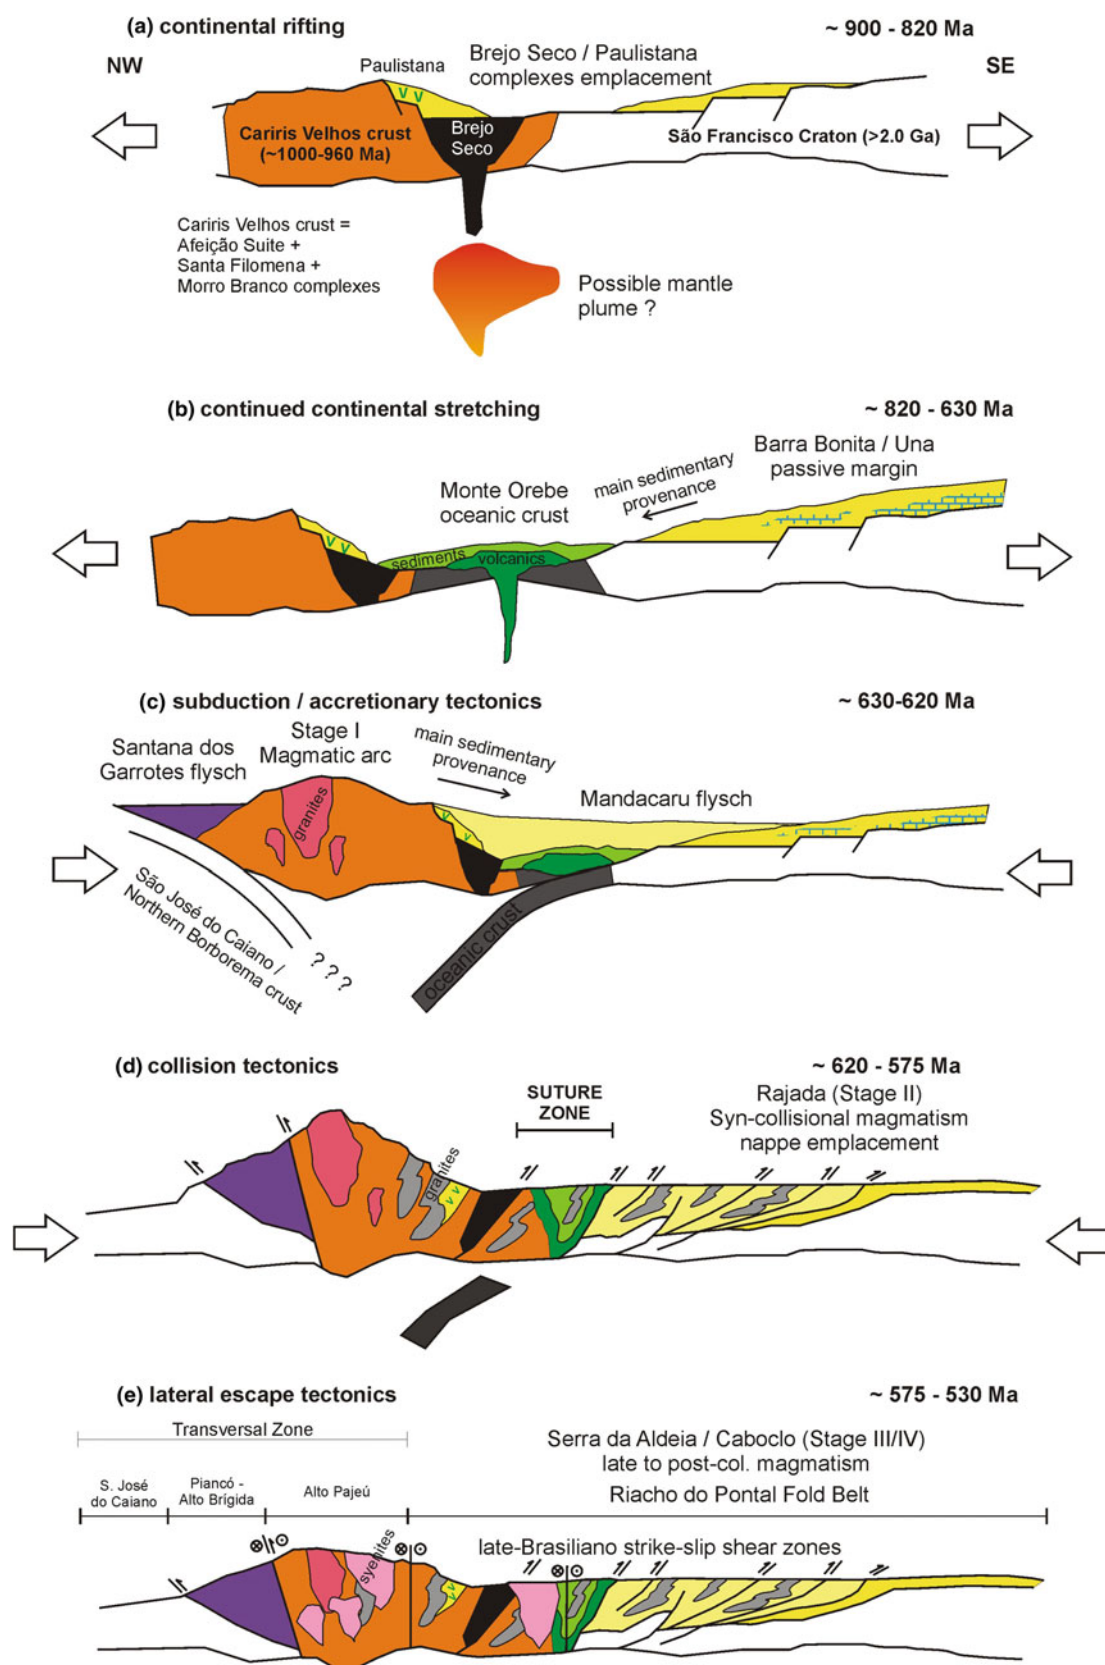 (a) continental rifting
~ 900 - 820 Ma
NW
SE
Paulistana
Brejo Seco / Paulistana
complexes emplacement
V V
Cariris Velhos crust
(~1000-960 Ma)
Brejo
Seco
São Francisco Craton (>2.0 Ga)
Cariris Velhos crust =
Afeição Suite +
Santa Filomena +
Morro Branco complexes
Possible mantle
plume ?
(b) continued continental stretching
~ 820 - 630 Ma
Barra Bonita / Una
passive margin
main sedimentary
provenance
Monte Orebe
oceanic crust
V V
sediments
volcanics
(c) subduction / accretionary tectonics
~ 630-620 Ma
Santana dos
Garrotes flysch
Stage I
Magmatic arc
main sedimentary
provenance
Mandacaru flysch
granites
V V
São José do Caiano /
Northern Borborema crust
? ? ?
oceanic crust
(d) collision tectonics
~ 620 - 575 Ma
SUTURE
ZONE
Rajada (Stage II)
Syn-collisional magmatism
nappe emplacement
granites
V V
(e) lateral escape tectonics
~ 575 - 530 Ma
Transversal Zone
Serra da Aldeia / Caboclo (Stage III/IV)
late to post-col. magmatism
S. José
do Caiano
Piancó -
Alto Brígida
Alto Pajeú
Riacho do Pontal Fold Belt
late-Brasiliano strike-slip shear zones
syenites
V V